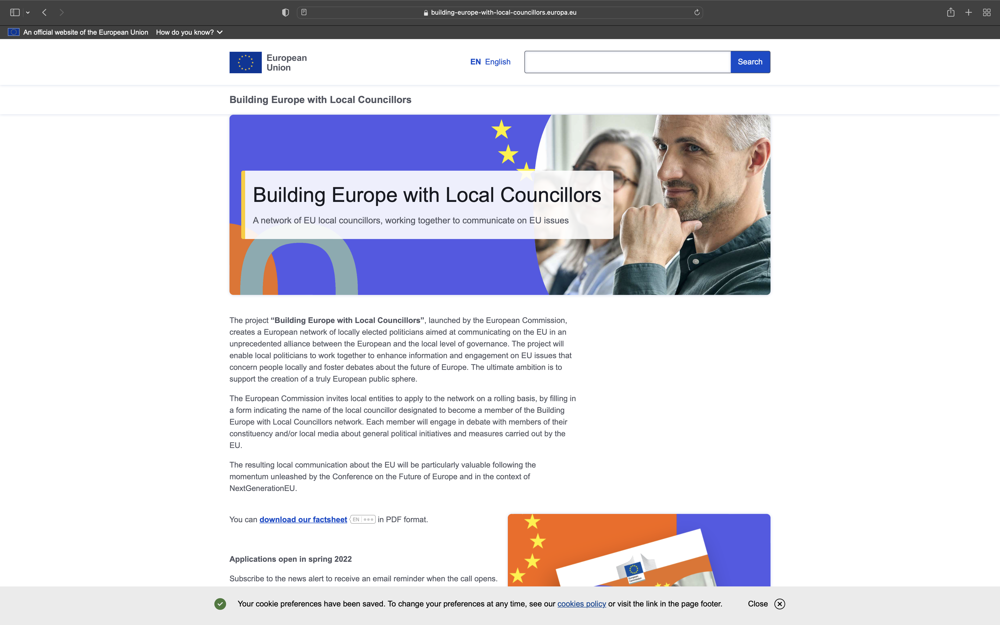 building-europe-with-local-councillors.europa.eu
An official website of the European Union How do you know?
European
Union
EN English
Search
Building Europe with Local Councillors
Building Europe with Local Councillors
A network of EU local councillors, working together to communicate on EU issues
The project “Building Europe with Local Councillors”, launched by the European Commission,
creates a European network of locally elected politicians aimed at communicating on the EU in an
unprecedented alliance between the European and the local level of governance. The project will
enable local politicians to work together to enhance information and engagement on EU issues that
concern people locally and foster debates about the future of Europe. The ultimate ambition is to
support the creation of a truly European public sphere.
The European Commission invites local entities to apply to the network on a rolling basis, by filling in
a form indicating the name of the local councillor designated to become a member of the Building
Europe with Local Councillors network. Each member will engage in debate with members of their
constituency and/or local media about general political initiatives and measures carried out by the
EU.
The resulting local communication about the EU will be particularly valuable following the
momentum unleashed by the Conference on the Future of Europe and in the context of
NextGenerationEU.
You can download our factsheet EN in PDF format.
Applications open in spring 2022
Subscribe to the news alert to receive an email reminder when the call opens.
European
Commission
Your cookie preferences have been saved. To change your preferences at any time, see our cookies policy or visit the link in the page footer.
Close